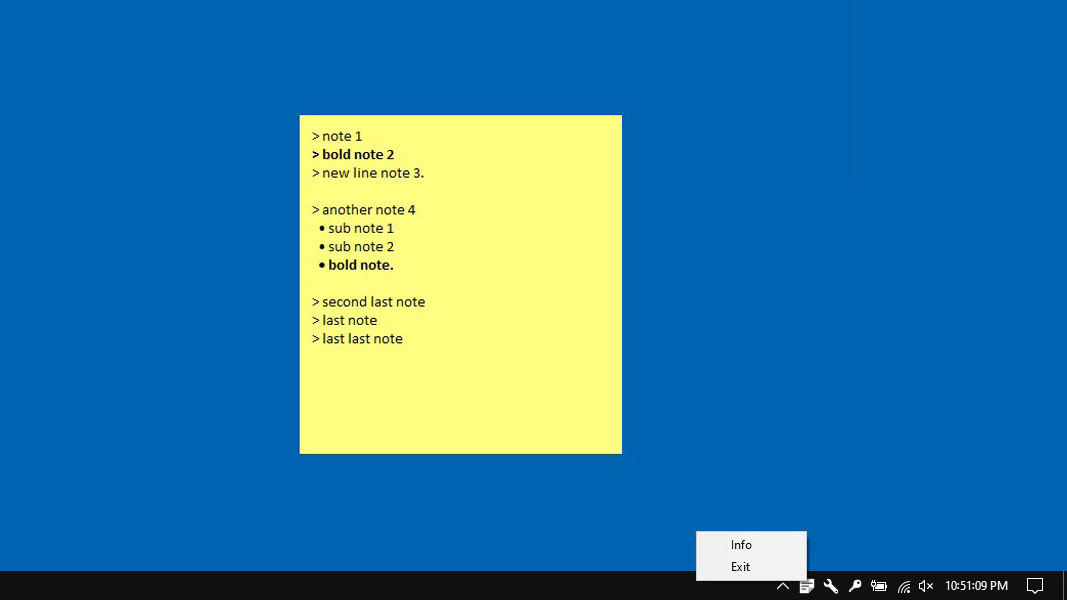 > note 1
> bold note 2
> new line note 3.
> another note 4
• sub note 1
• sub note 2
• bold note.
> second last note
> last note
> last last note
Info
Exit
10:51:09 PM